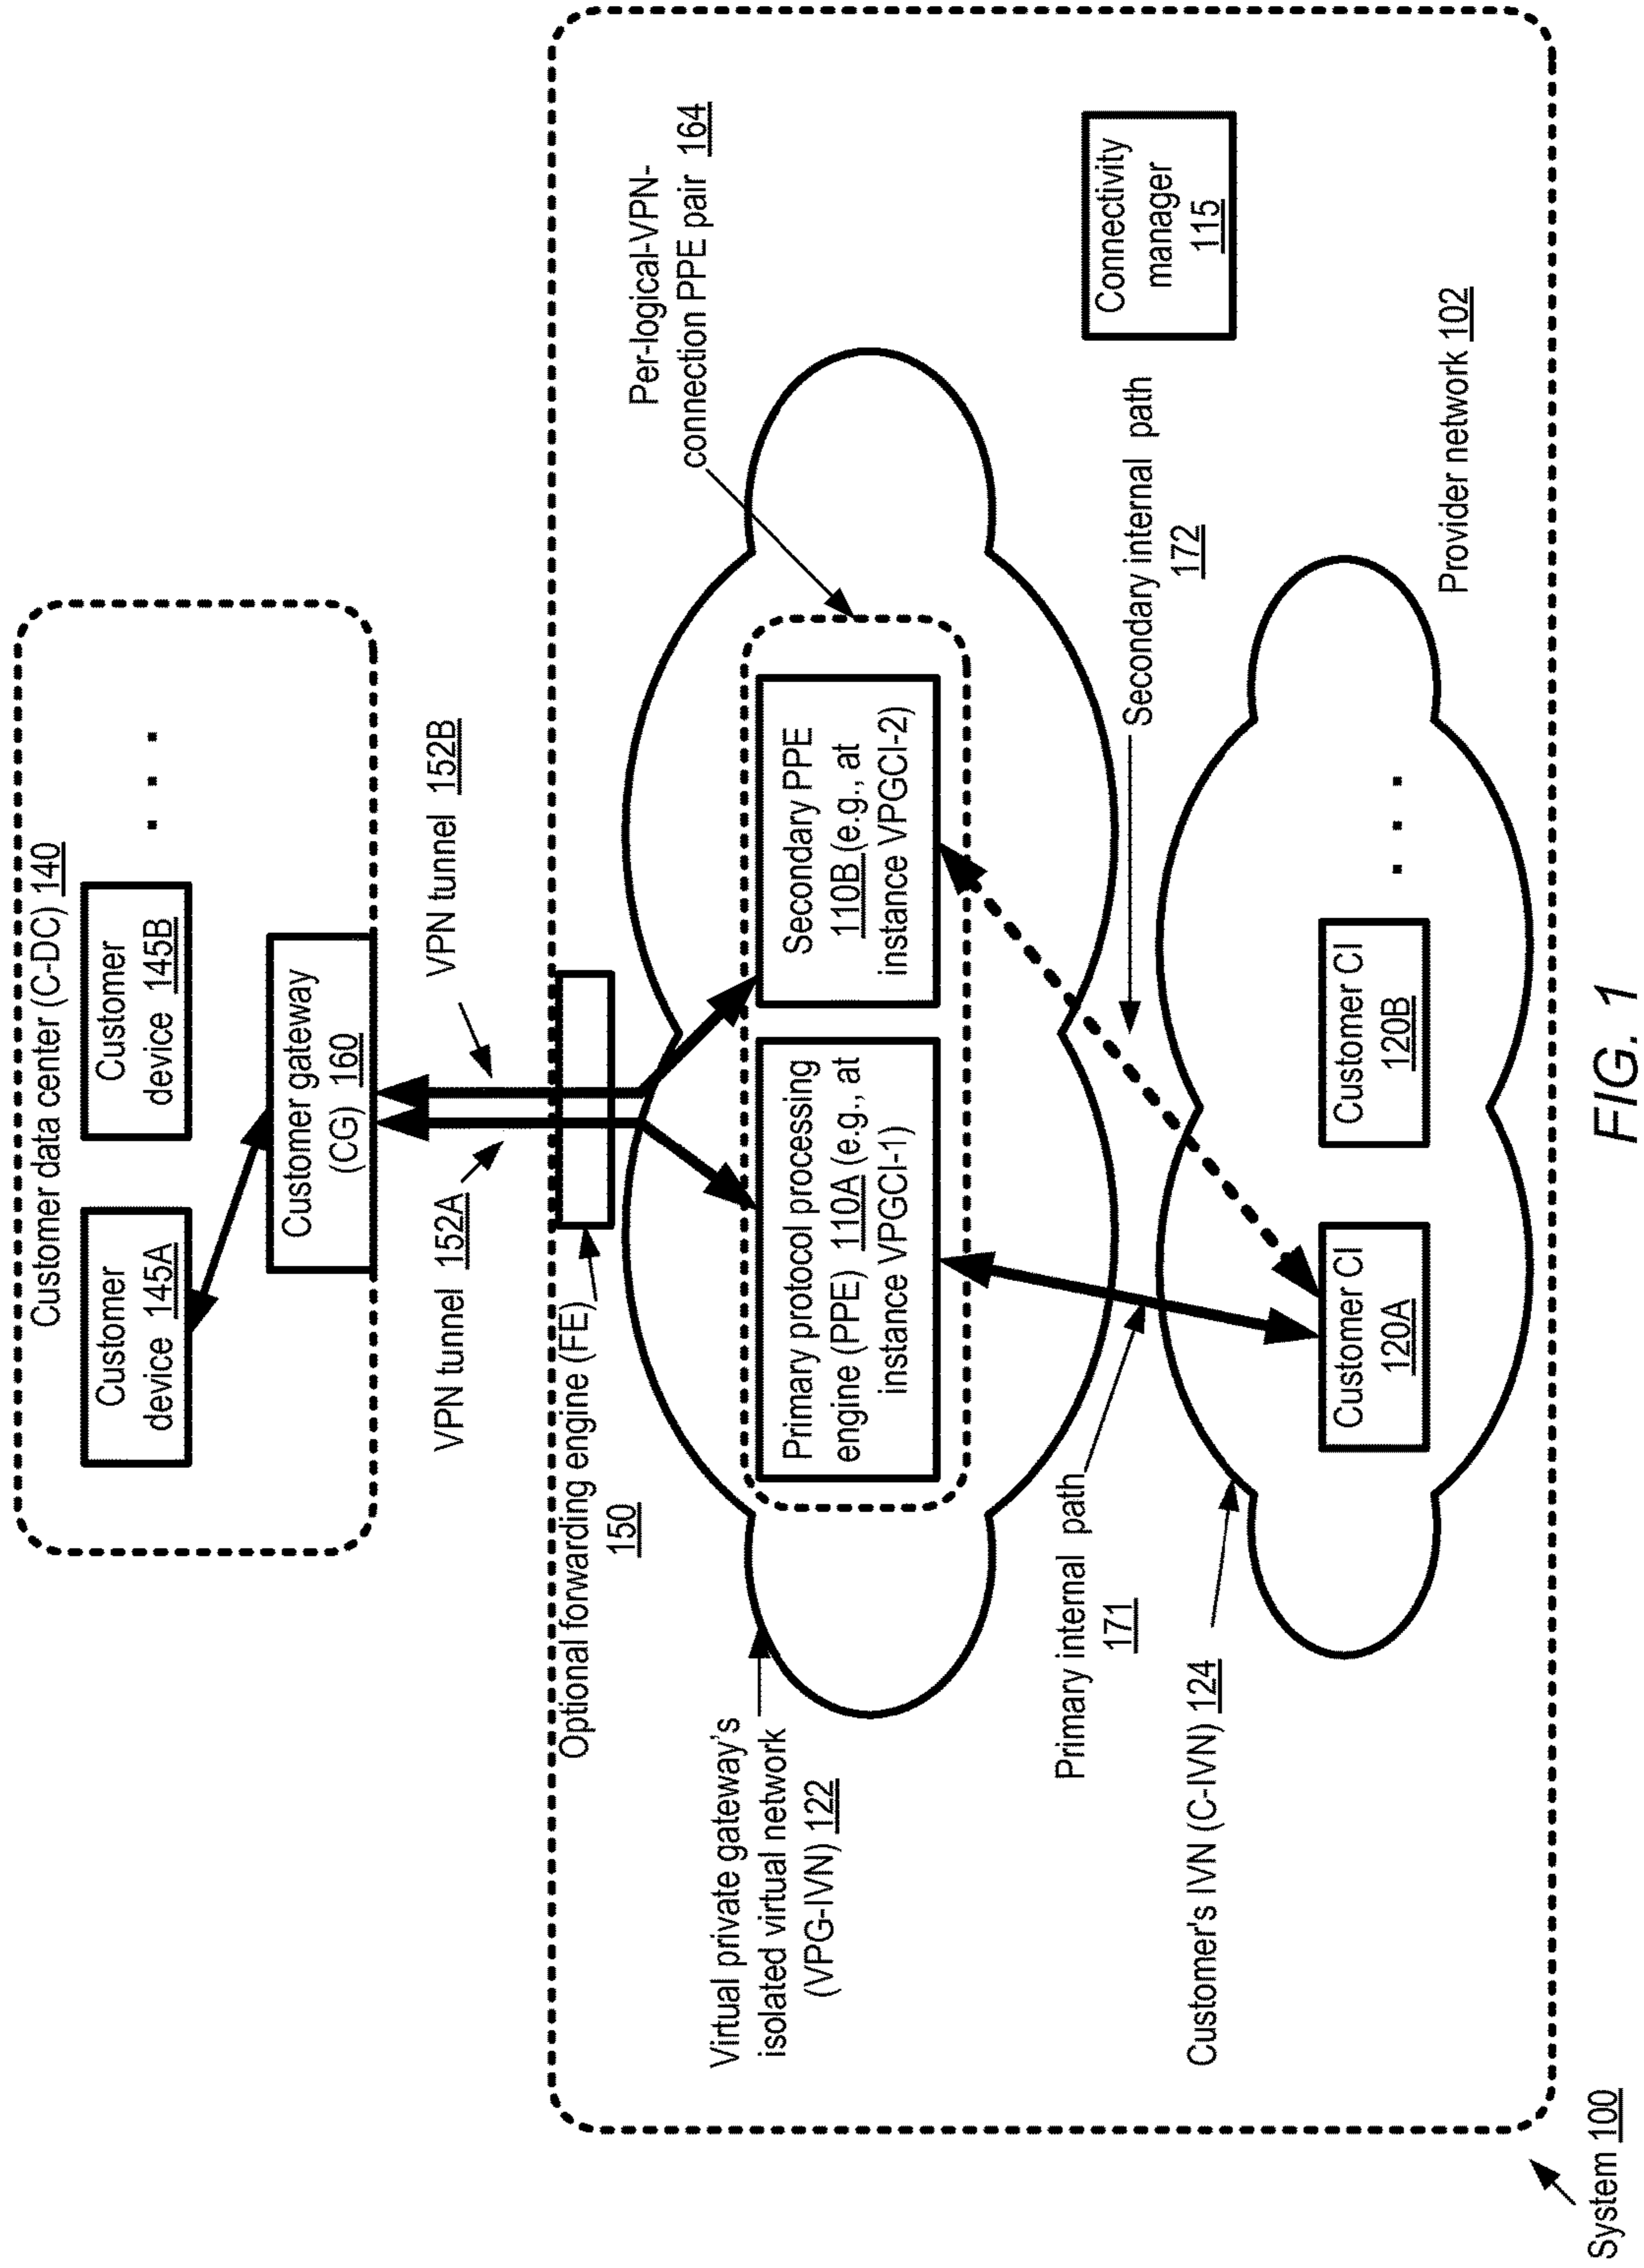 Customer data center (C-DC) 140
Customer
device 145A
Customer
device 145B
. . .
Customer gateway
(CG) 160
VPN tunnel 152A
VPN tunnel 152B
Optional forwarding engine (FE)
150
Virtual private gateway's
isolated virtual network
(VPG-IVN) 122
Per-logical-VPN-
connection PPE pair 164
Primary protocol processing
engine (PPE) 110A (e.g., at
instance VPGCI-1)
Secondary PPE
110B (e.g., at
instance VPGCI-2)
Connectivity
manager
115
Primary internal path
171
Secondary internal path
172
Customer's IVN (C-IVN) 124
Customer CI
120A
Customer CI
120B
. . .
Provider network 102
System 100
FIG. 1